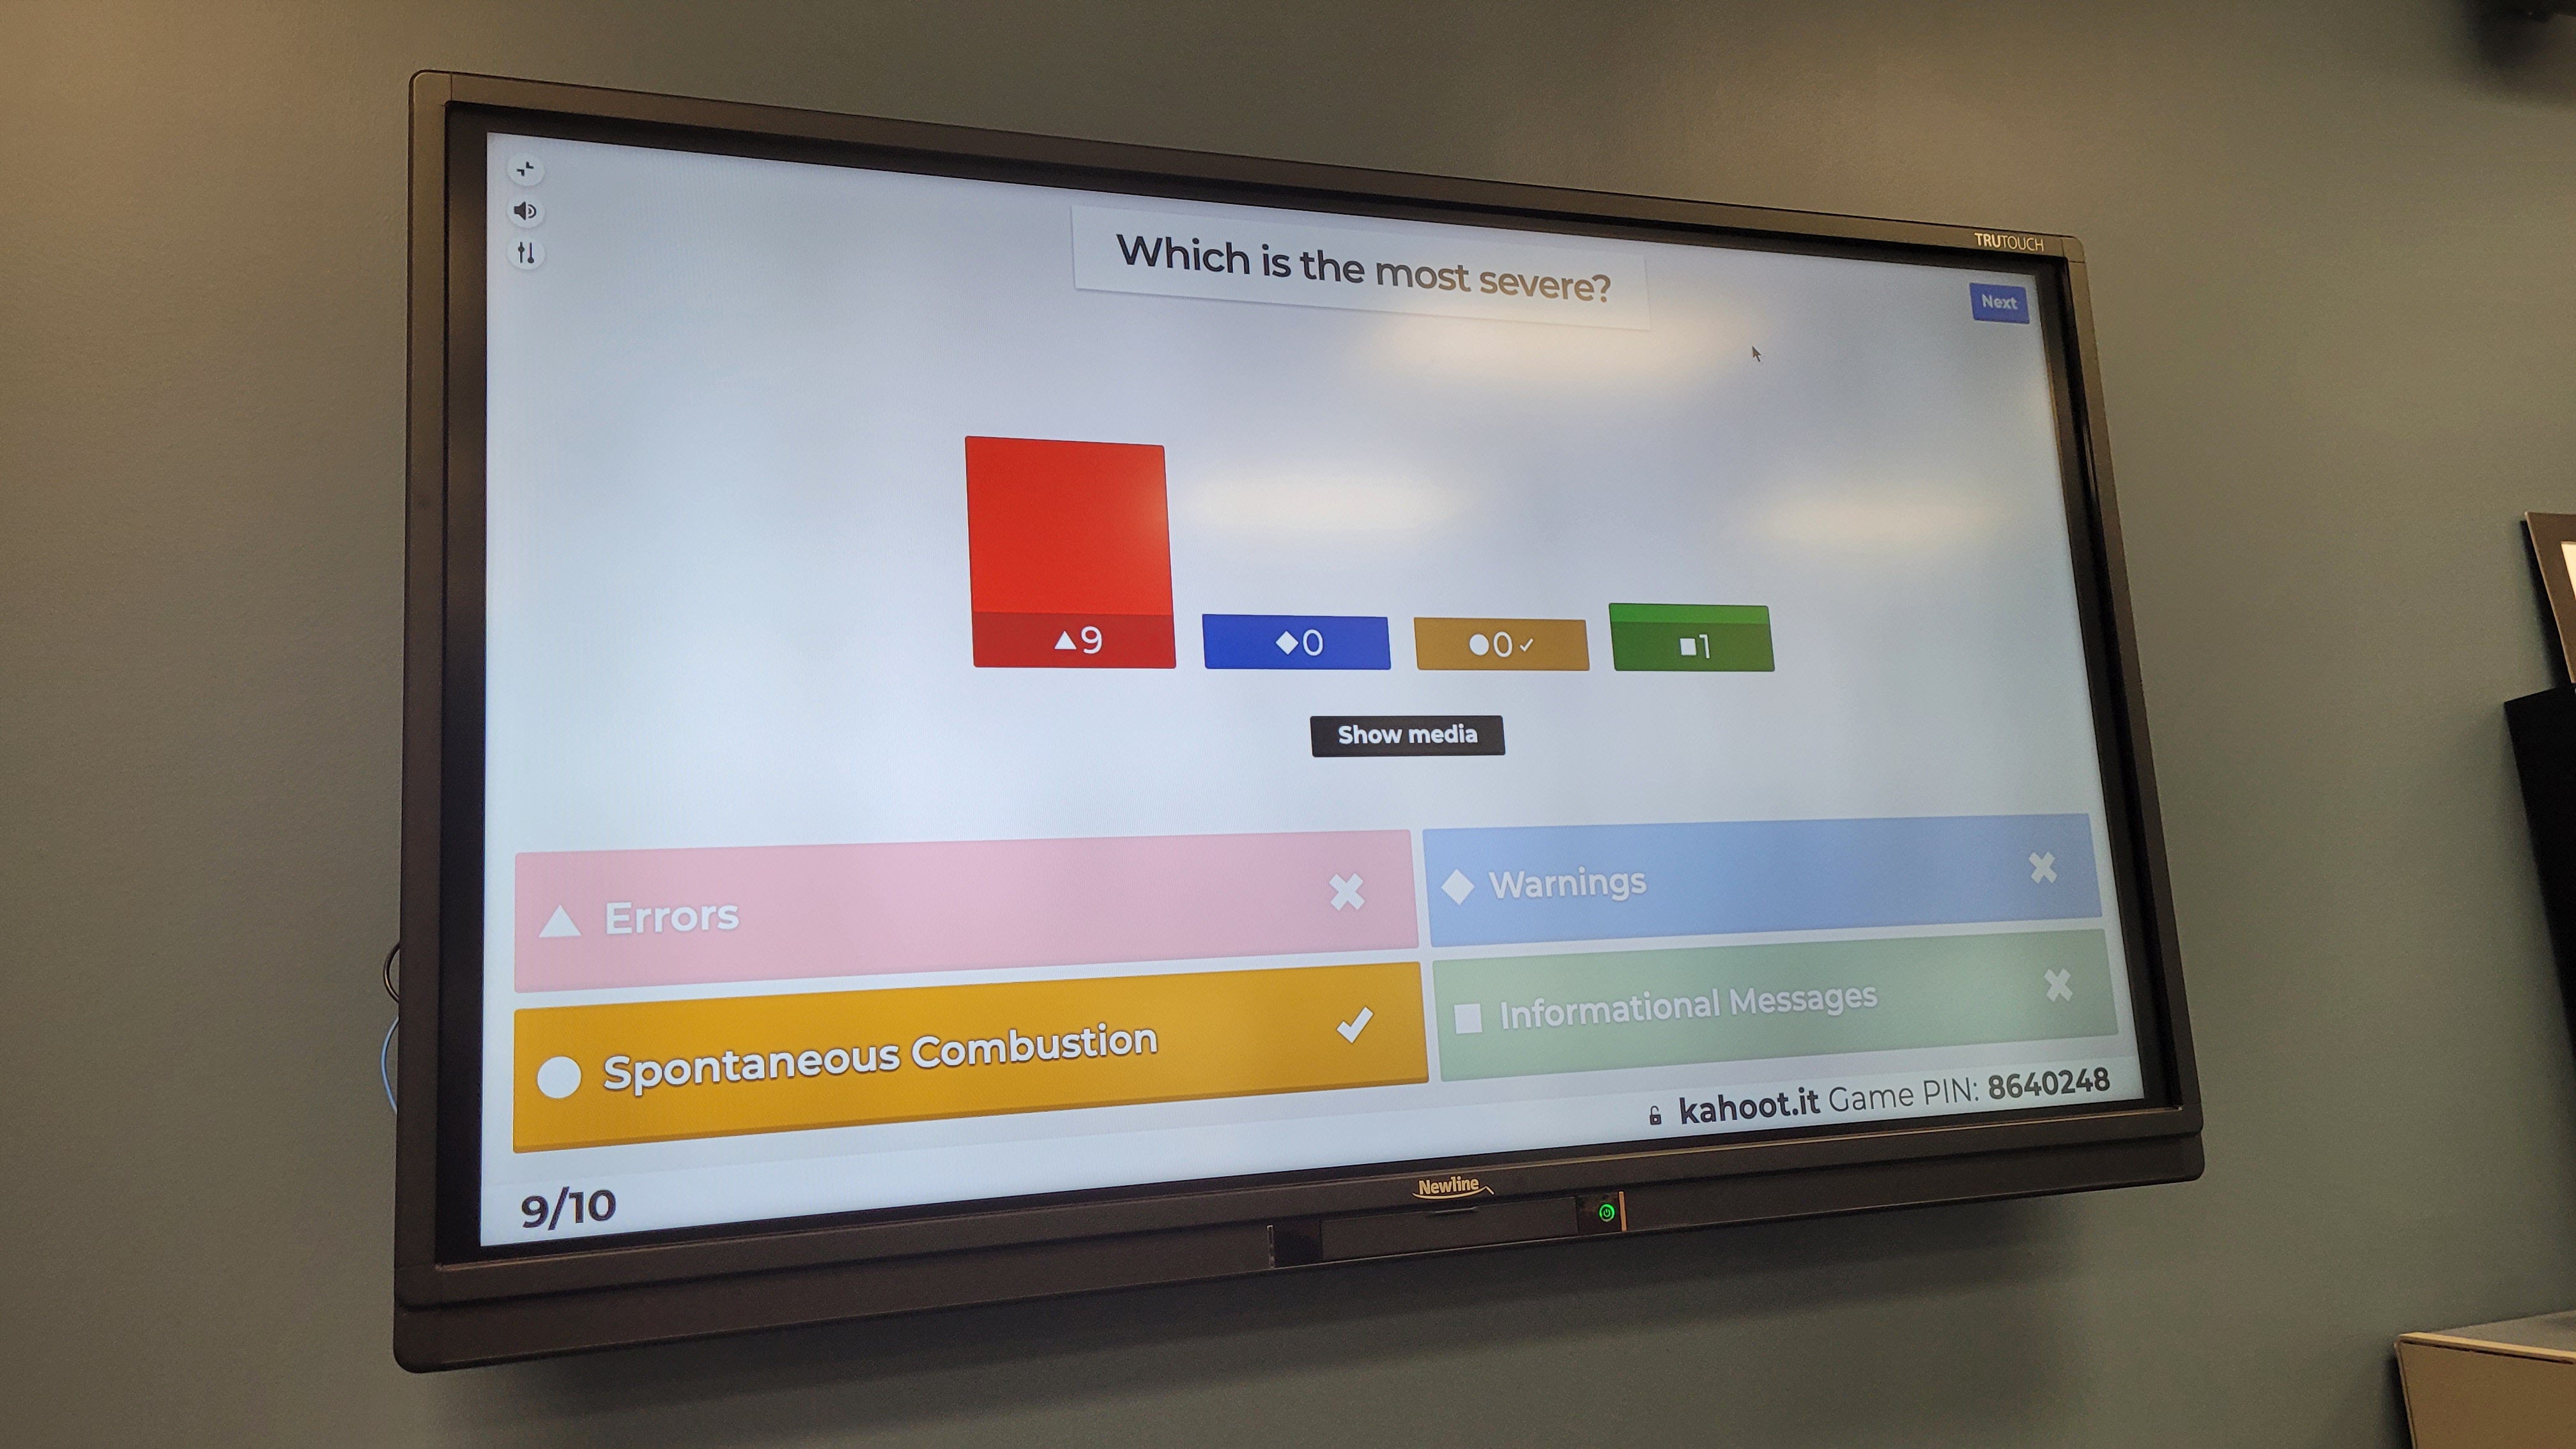 TRUTOUCH
Which is the most severe?
Next
9
0
0
1
Show media
Errors
Warnings
Spontaneous Combustion
Informational Messages
kahoot.it Game PIN: 8640248
9/10
Newline